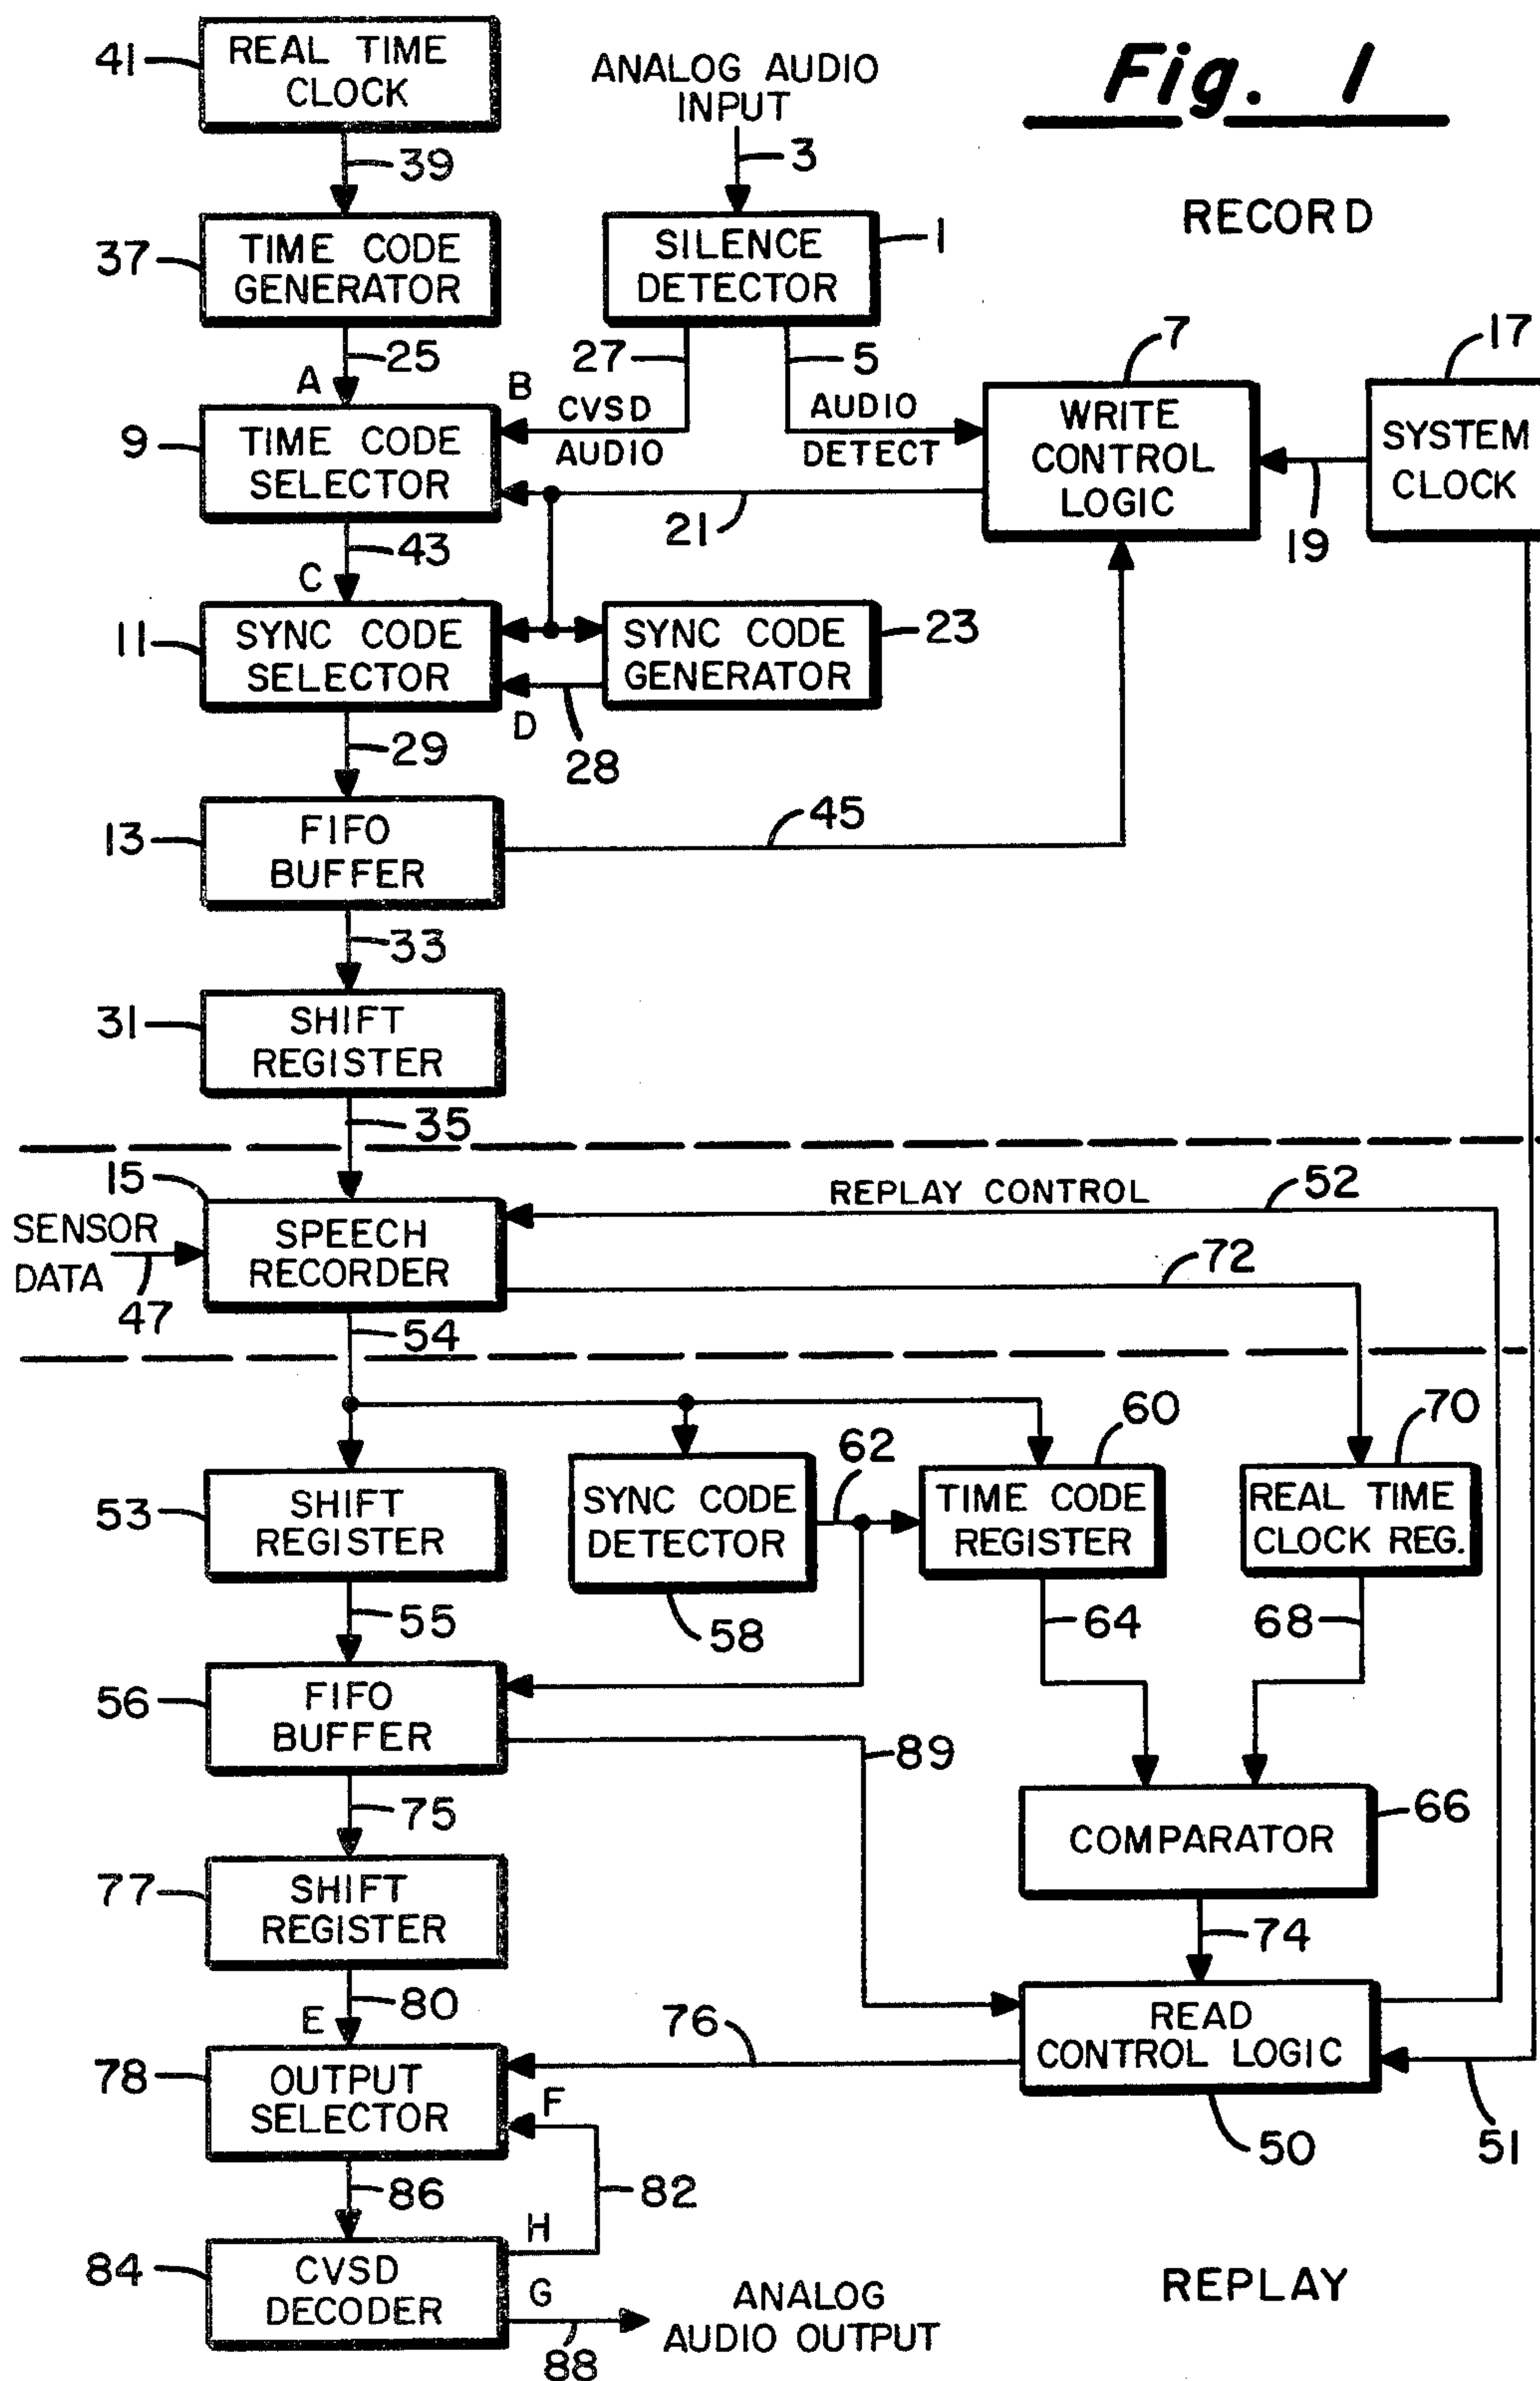 Fig. 1
RECORD
41
REAL TIME
CLOCK
39
ANALOG AUDIO
INPUT
3
37
TIME CODE
GENERATOR
SILENCE
DETECTOR
1
25
A
27
5
B
CVSD
AUDIO
AUDIO
DETECT
7
WRITE
CONTROL
LOGIC
17
SYSTEM
CLOCK
19
9
TIME CODE
SELECTOR
21
43
C
11
SYNC CODE
SELECTOR
SYNC CODE
GENERATOR
23
D
28
29
13
FIFO
BUFFER
45
33
31
SHIFT
REGISTER
35
15
SENSOR
DATA
47
SPEECH
RECORDER
REPLAY CONTROL
52
72
54
53
SHIFT
REGISTER
SYNC CODE
DETECTOR
58
62
60
TIME CODE
REGISTER
70
REAL TIME
CLOCK REG.
55
64
68
56
FIFO
BUFFER
89
75
COMPARATOR
66
77
SHIFT
REGISTER
74
80
E
76
READ
CONTROL LOGIC
50
51
78
OUTPUT
SELECTOR
F
82
86
H
84
CVSD
DECODER
G
88
ANALOG
AUDIO OUTPUT
REPLAY